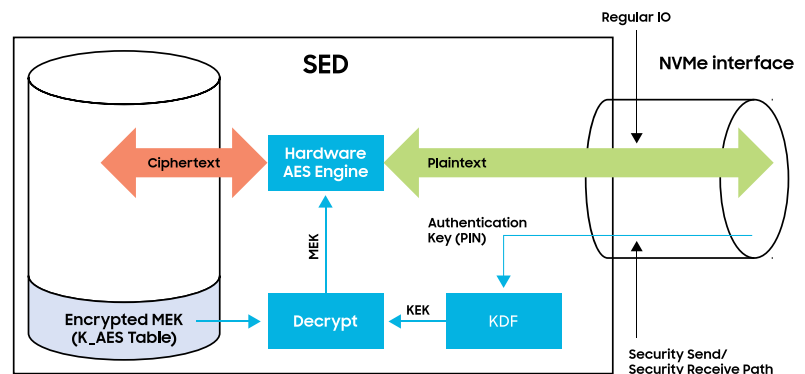 Regular IO
SED
NVMe interface
Ciphertext
Hardware
AES Engine
Plaintext
Authentication
Key (PIN)
MEK
Encrypted MEK
(K_AES Table)
Decrypt
KEK
KDF
Security Send/
Security Receive Path